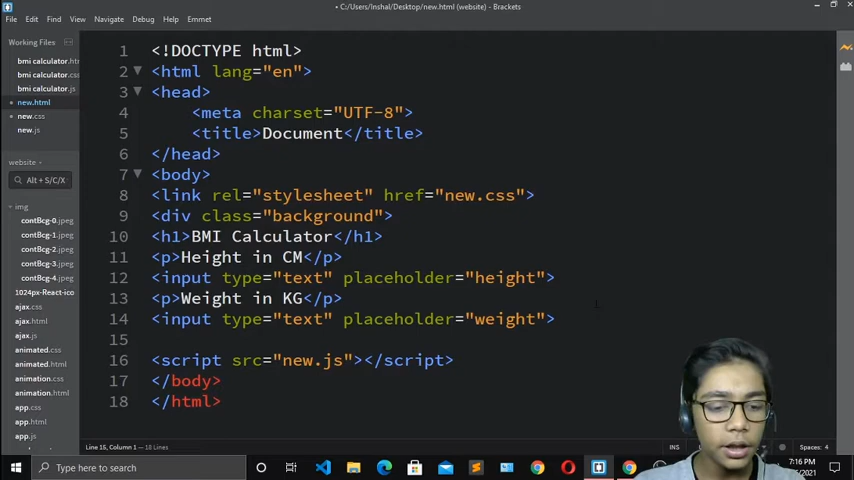 • C:/Users/Inshal/Desktop/new.html (website) - Brackets
File Edit Find View Navigate Debug Help Emmet
Working Files
bmi calculator.ht
bmi calculator.cs
bmi calculator.js
new.html
new.css
new.js
website
Alt + S/C/X
img
contBcg-0.jpeg
contBcg-1.jpeg
contBcg-2.jpeg
contBcg-3.jpeg
contBcg-4.jpeg
1024px-React-ico
ajax.css
ajax.html
ajax.js
animated.css
animated.html
animation.css
animation.html
app.css
app.html
app.js
1 <!DOCTYPE html>
2 <html lang="en">
3 <head>
4 <meta charset="UTF-8">
5 <title>Document</title>
6 </head>
7 <body>
8 <link rel="stylesheet" href="new.css">
9 <div class="background">
10 <h1>BMI Calculator</h1>
11 <p>Height in CM</p>
12 <input type="text" placeholder="height">
13 <p>Weight in KG</p>
14 <input type="text" placeholder="weight">
15
16 <script src="new.js"></script>
17 </body>
18 </html>
Line 15, Column 1 — 18 Lines
INS
Spaces: 4
Type here to search
7:16 PM